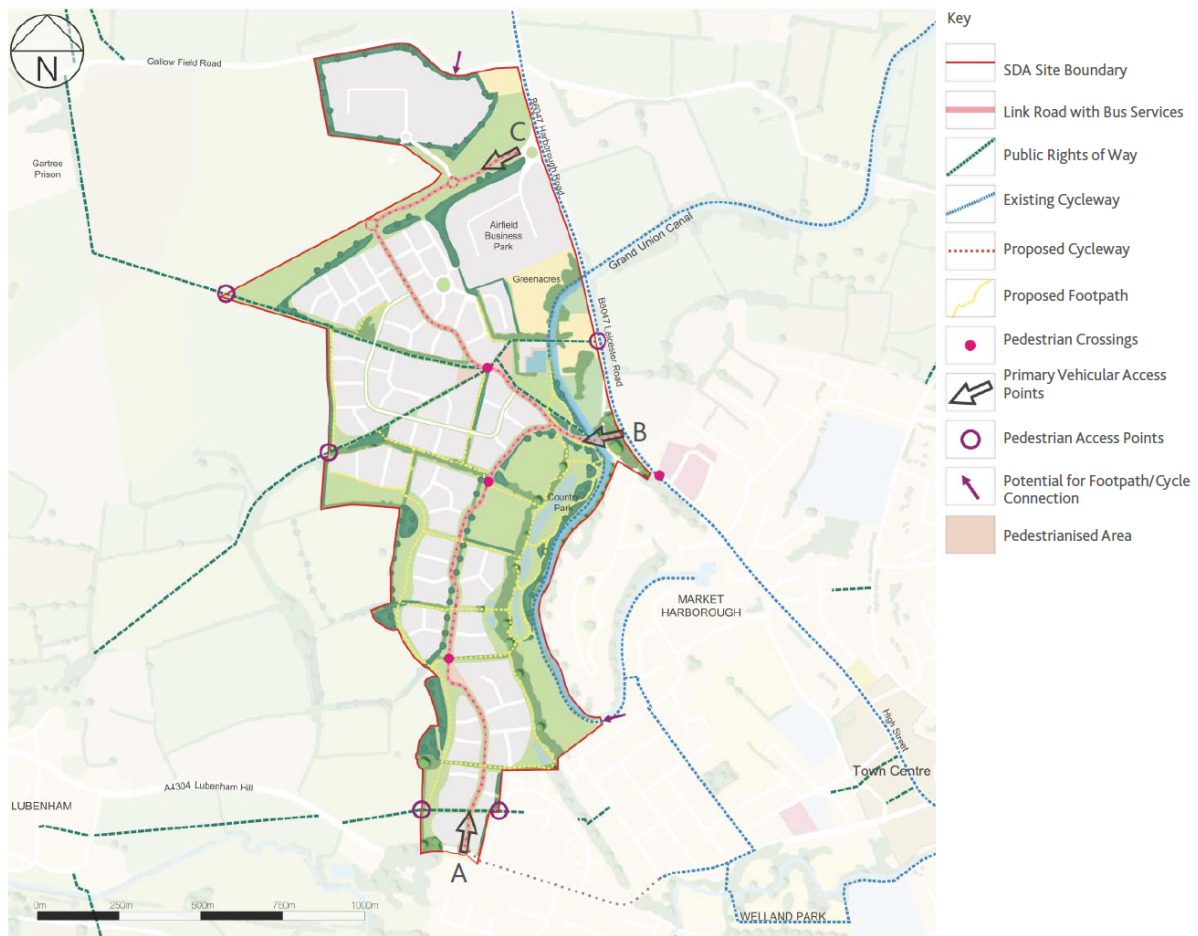 N
Gallow Field Road
Gartree
Prison
C
B6047 Harborough Road
Airfield
Business
Park
Greenacres
Grand Union Canal
B6047 Leicester Road
B
Country
Park
MARKET
HARBOROUGH
High Street
Town Centre
A4304 Lubenham Hill
LUBENHAM
A
WELLAND PARK
0m
250m
500m
750m
1000m
Key
SDA Site Boundary
Link Road with Bus Services
Public Rights of Way
Existing Cycleway
Proposed Cycleway
Proposed Footpath
Pedestrian Crossings
Primary Vehicular Access
Points
Pedestrian Access Points
Potential for Footpath/Cycle
Connection
Pedestrianised Area